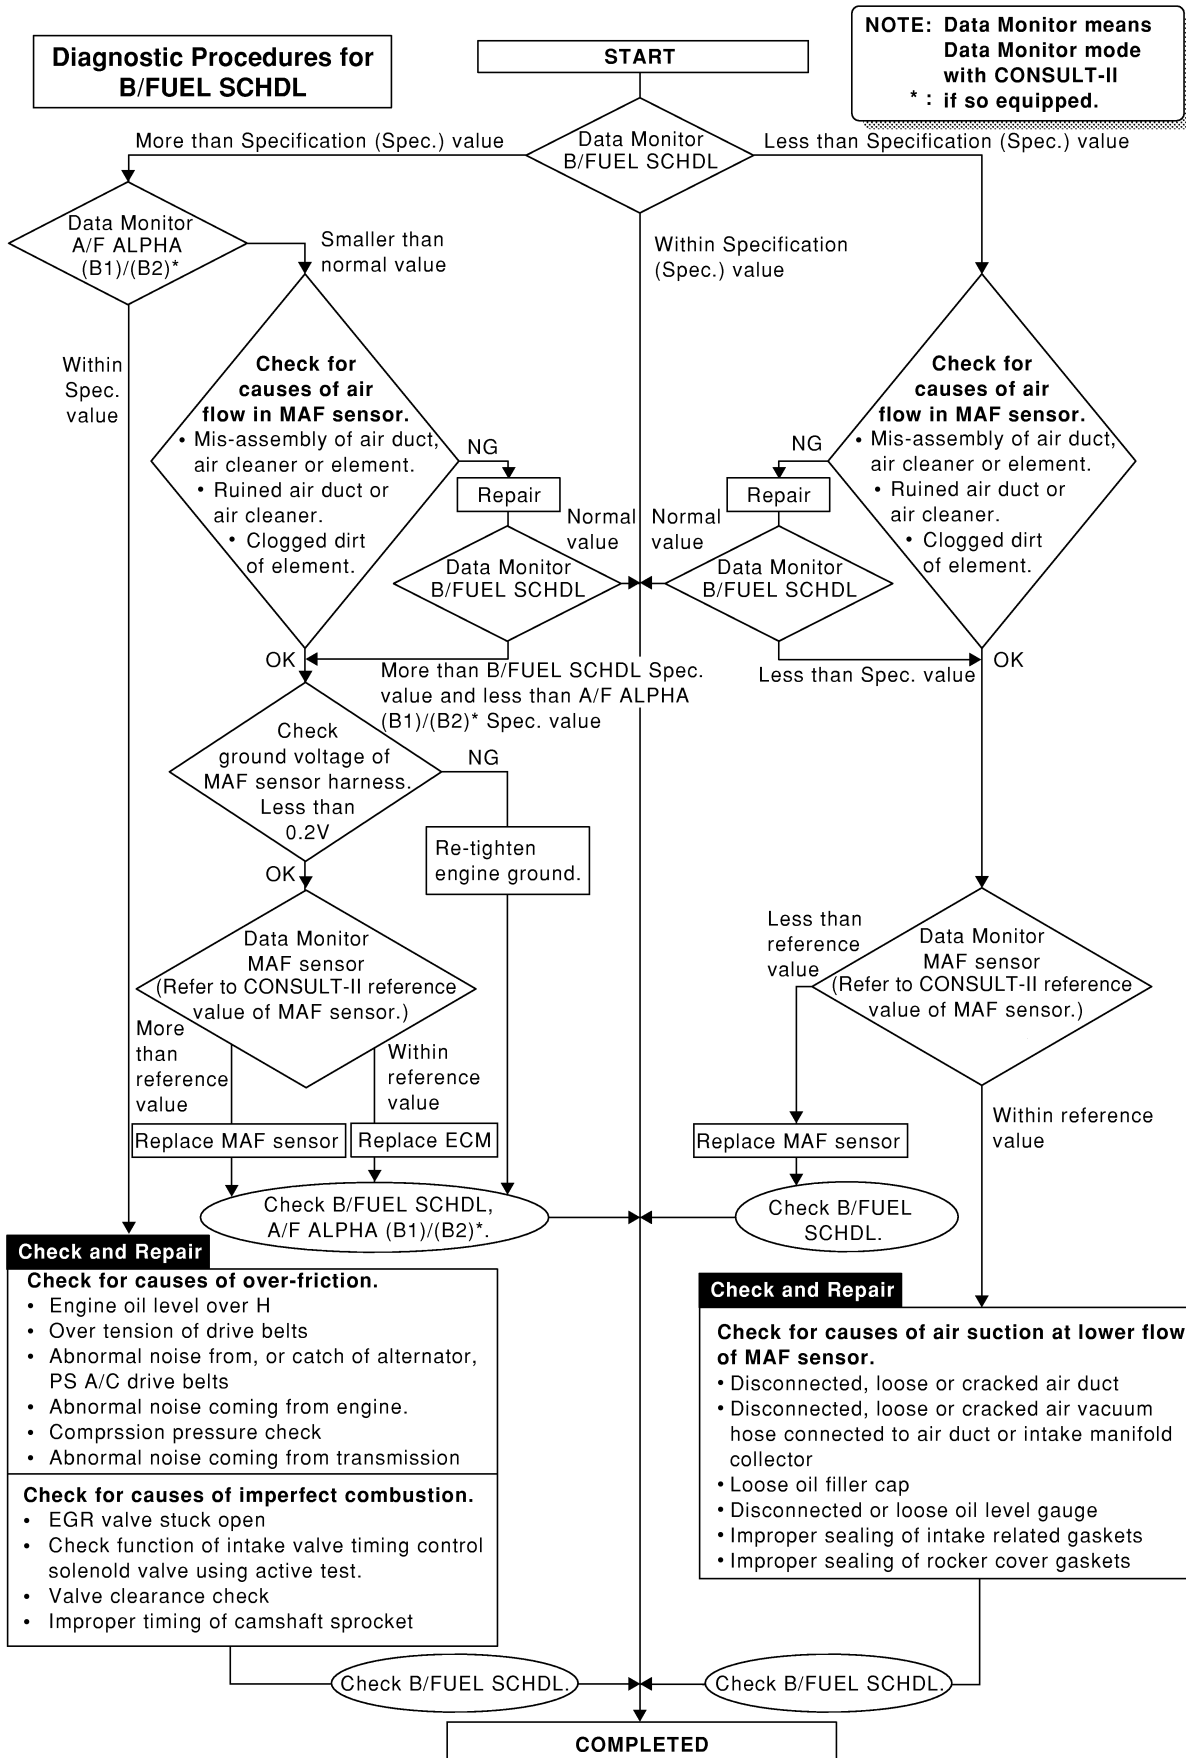 Diagnostic Procedures for
B/FUEL SCHDL
START
NOTE: Data Monitor means
Data Monitor mode
with CONSULT-II
* : if so equipped.
Data Monitor
B/FUEL SCHDL
More than Specification (Spec.) value
Less than Specification (Spec.) value
Within Specification
(Spec.) value
Data Monitor
A/F ALPHA
(B1)/(B2)*
Smaller than
normal value
Within
Spec.
value
Check for
causes of air
flow in MAF sensor.
• Mis-assembly of air duct,
air cleaner or element.
• Ruined air duct or
air cleaner.
• Clogged dirt
of element.
NG
Repair
Normal
value
Data Monitor
B/FUEL SCHDL
NG
Repair
Normal
value
Data Monitor
B/FUEL SCHDL
Check for
causes of air
flow in MAF sensor.
• Mis-assembly of air duct,
air cleaner or element.
• Ruined air duct or
air cleaner.
• Clogged dirt
of element.
OK
More than B/FUEL SCHDL Spec.
value and less than A/F ALPHA
(B1)/(B2)* Spec. value
Less than Spec. value
OK
Check
ground voltage of
MAF sensor harness.
Less than
0.2V
NG
Re-tighten
engine ground.
OK
Data Monitor
MAF sensor
(Refer to CONSULT-II reference
value of MAF sensor.)
More
than
reference
value
Within
reference
value
Replace MAF sensor
Replace ECM
Check B/FUEL SCHDL,
A/F ALPHA (B1)/(B2)*.
Less than
reference
value
Data Monitor
MAF sensor
(Refer to CONSULT-II reference
value of MAF sensor.)
Within reference
value
Replace MAF sensor
Check B/FUEL
SCHDL.
Check and Repair
Check for causes of over-friction.
• Engine oil level over H
• Over tension of drive belts
• Abnormal noise from, or catch of alternator,
PS A/C drive belts
• Abnormal noise coming from engine.
• Comprssion pressure check
• Abnormal noise coming from transmission
Check for causes of imperfect combustion.
• EGR valve stuck open
• Check function of intake valve timing control
solenold valve using active test.
• Valve clearance check
• Improper timing of camshaft sprocket
Check and Repair
Check for causes of air suction at lower flow
of MAF sensor.
• Disconnected, loose or cracked air duct
• Disconnected, loose or cracked air vacuum
hose connected to air duct or intake manifold
collector
• Loose oil filler cap
• Disconnected or loose oil level gauge
• Improper sealing of intake related gaskets
• Improper sealing of rocker cover gaskets
Check B/FUEL SCHDL.
Check B/FUEL SCHDL.
COMPLETED